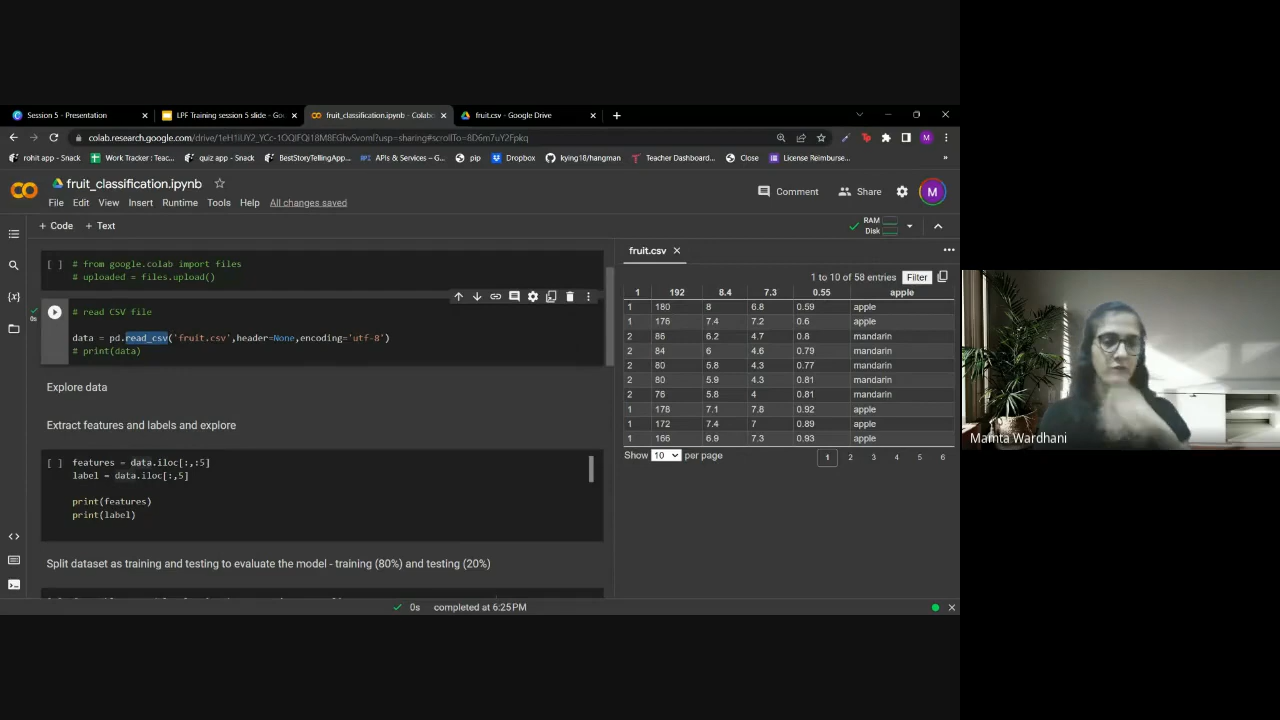 Session 5 - Presentation
LPF Training session 5 slide - Go
fruit_classification.ipynb - Colab
fruit.csv - Google Drive
rohit app - Snack
Work Tracker : Teac...
quiz app - Snack
BestStoryTellingApp...
APIs & Services – G...
pip
Dropbox
kying18/hangman
Teacher Dashboard...
Close
License Reimburse...
fruit_classification.ipynb
Comment
Share
M
File Edit View Insert Runtime Tools Help All changes saved
+ Code + Text
RAM
Disk
[ ] # from google.colab import files
# uploaded = files.upload()
0s
# read CSV file
data = pd.read_csv('fruit.csv',header=None,encoding='utf-8')
# print(data)
Explore data
Extract features and labels and explore
[ ] features = data.iloc[:,:5]
label = data.iloc[:,5]
print(features)
print(label)
Split dataset as training and testing to evaluate the model - training (80%) and testing (20%)
fruit.csv
1 to 10 of 58 entries Filter
1 192 8.4 7.3 0.55 apple
1 180 8 6.8 0.59 apple
1 176 7.4 7.2 0.6 apple
2 86 6.2 4.7 0.8 mandarin
2 84 6 4.6 0.79 mandarin
2 80 5.8 4.3 0.77 mandarin
2 80 5.9 4.3 0.81 mandarin
2 76 5.8 4 0.81 mandarin
1 178 7.1 7.8 0.92 apple
1 172 7.4 7 0.89 apple
1 166 6.9 7.3 0.93 apple
Show 10 per page
1 2 3 4 5 6
0s completed at 6:25 PM
Mamta Wardhani